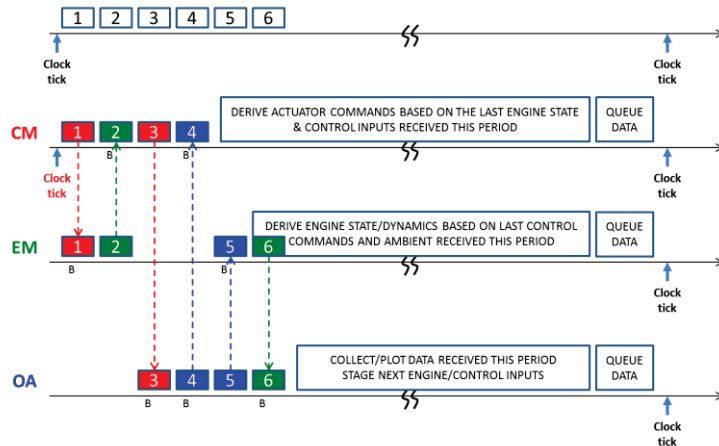 1 2 3 4 5 6
Clock
tick
Clock
tick
CM
1 2 3 4
DERIVE ACTUATOR COMMANDS BASED ON THE LAST ENGINE STATE
& CONTROL INPUTS RECEIVED THIS PERIOD
QUEUE
DATA
B B
Clock
tick
EM
1 2 5 6
DERIVE ENGINE STATE/DYNAMICS BASED ON LAST CONTROL
COMMANDS AND AMBIENT RECEIVED THIS PERIOD
QUEUE
DATA
B B
Clock
tick
OA
3 4 5 6
COLLECT/PLOT DATA RECEIVED THIS PERIOD
STAGE NEXT ENGINE/CONTROL INPUTS
QUEUE
DATA
B B B
Clock
tick